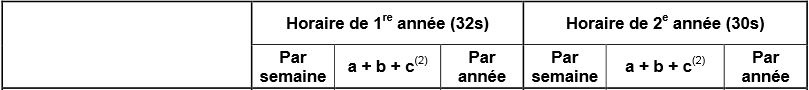 Horaire de 1re année (32s) Horaire de 2e année (30s)
Par semaine a + b + c(2) Par année Par semaine a + b + c(2) Par année